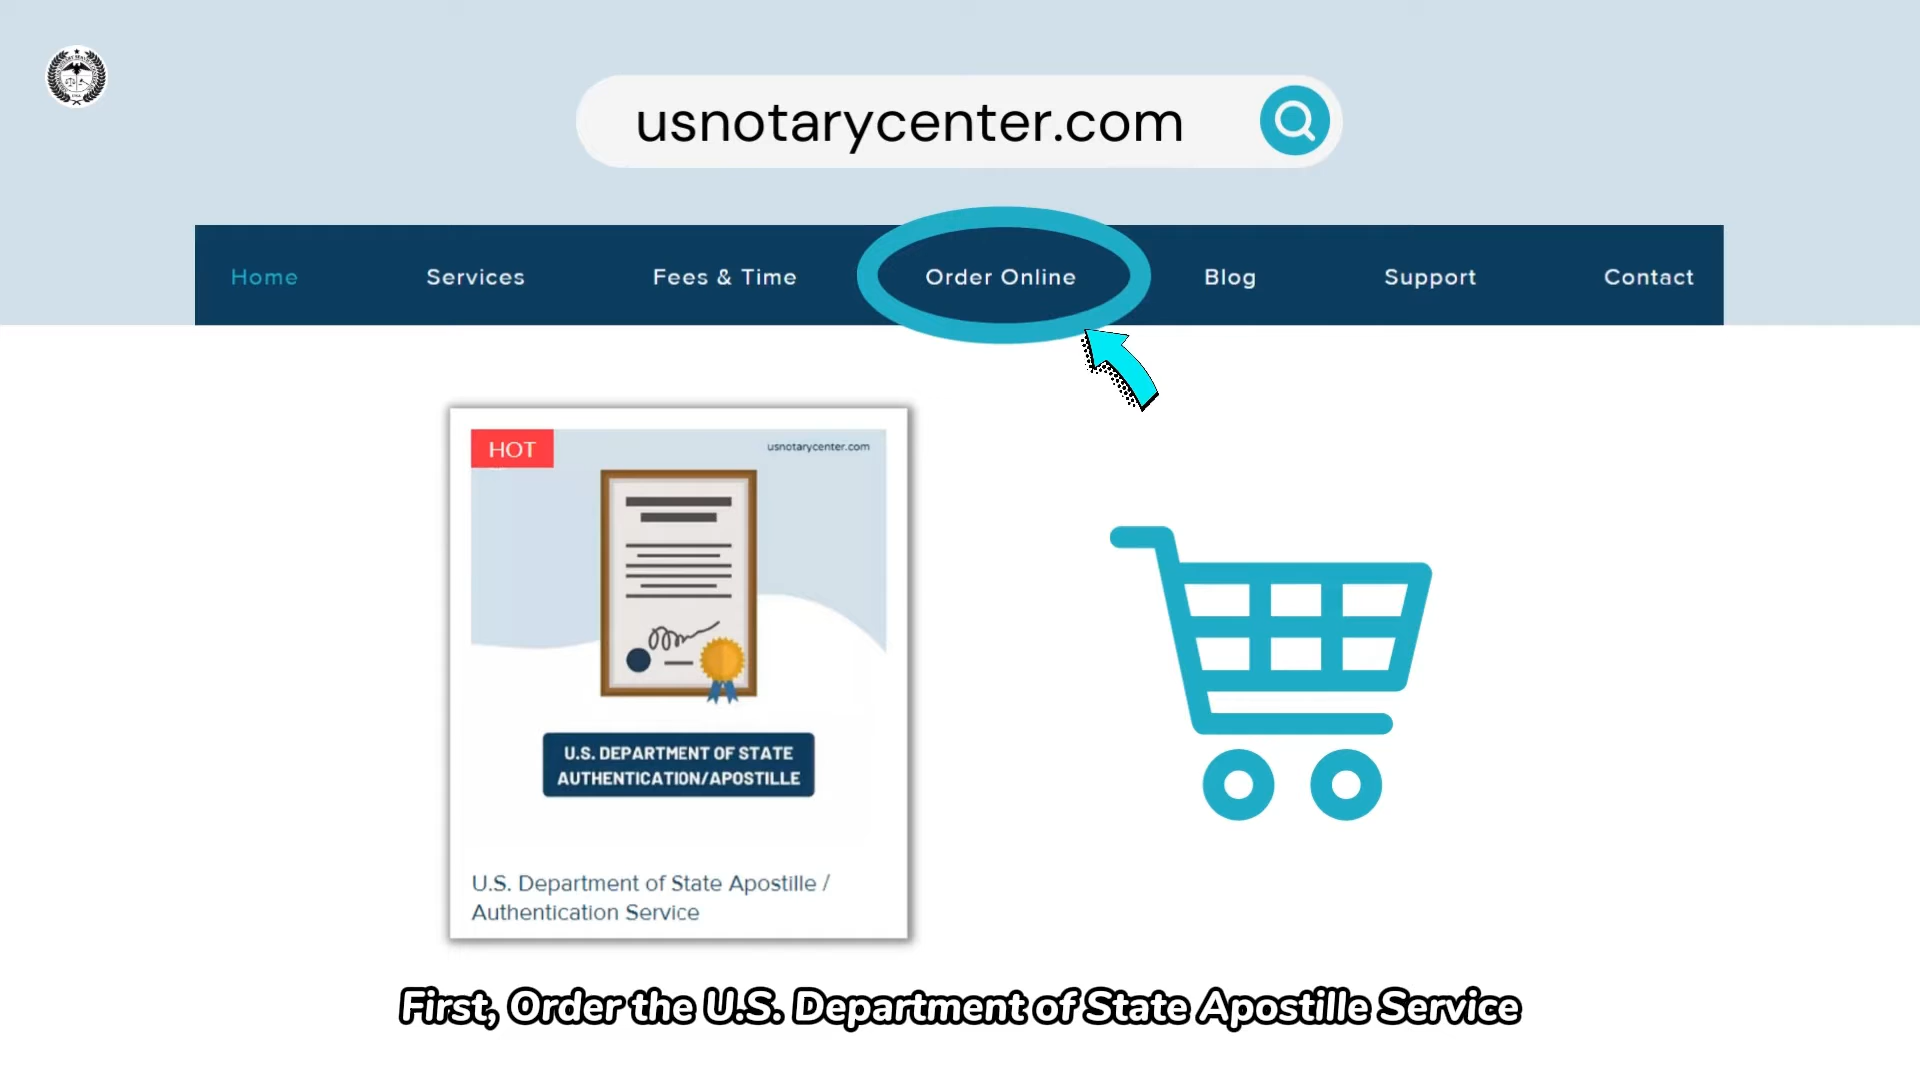 usnotarycenter.com
Home Services Fees & Time Order Online Blog Support Contact
HOT
usnotarycenter.com
U.S. DEPARTMENT OF STATE
AUTHENTICATION/APOSTILLE
U.S. Department of State Apostille /
Authentication Service
First, Order the U.S. Department of State Apostille Service